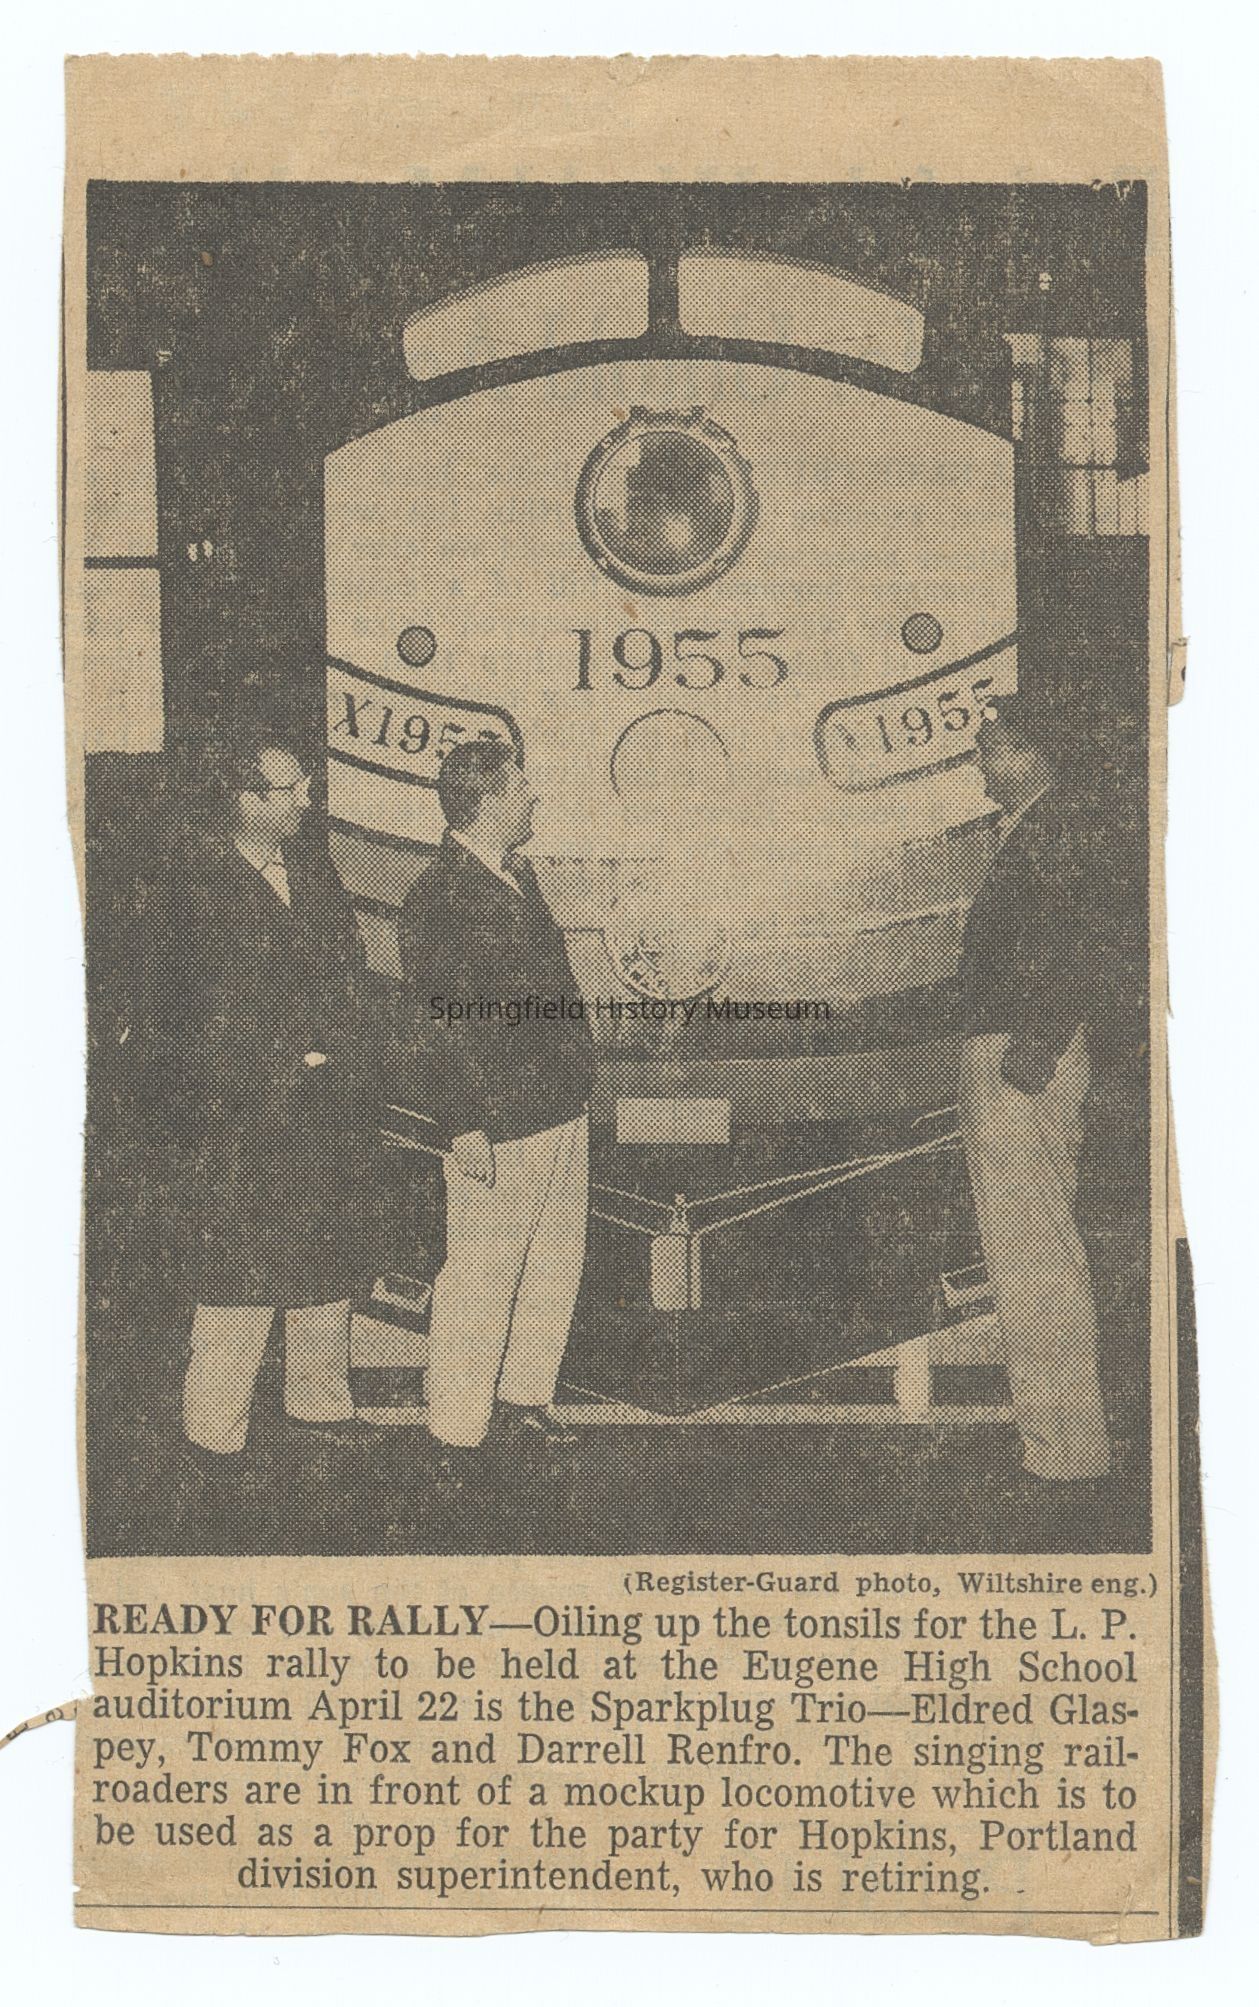 1955
X1955
1955
Springfield History Museum
(Register-Guard photo, Wiltshire eng.)
READY FOR RALLY—Oiling up the tonsils for the L. P.
Hopkins rally to be held at the Eugene High School
auditorium April 22 is the Sparkplug Trio—Eldred Glas-
pey, Tommy Fox and Darrell Renfro. The singing rail-
roaders are in front of a mockup locomotive which is to
be used as a prop for the party for Hopkins, Portland
division superintendent, who is retiring.